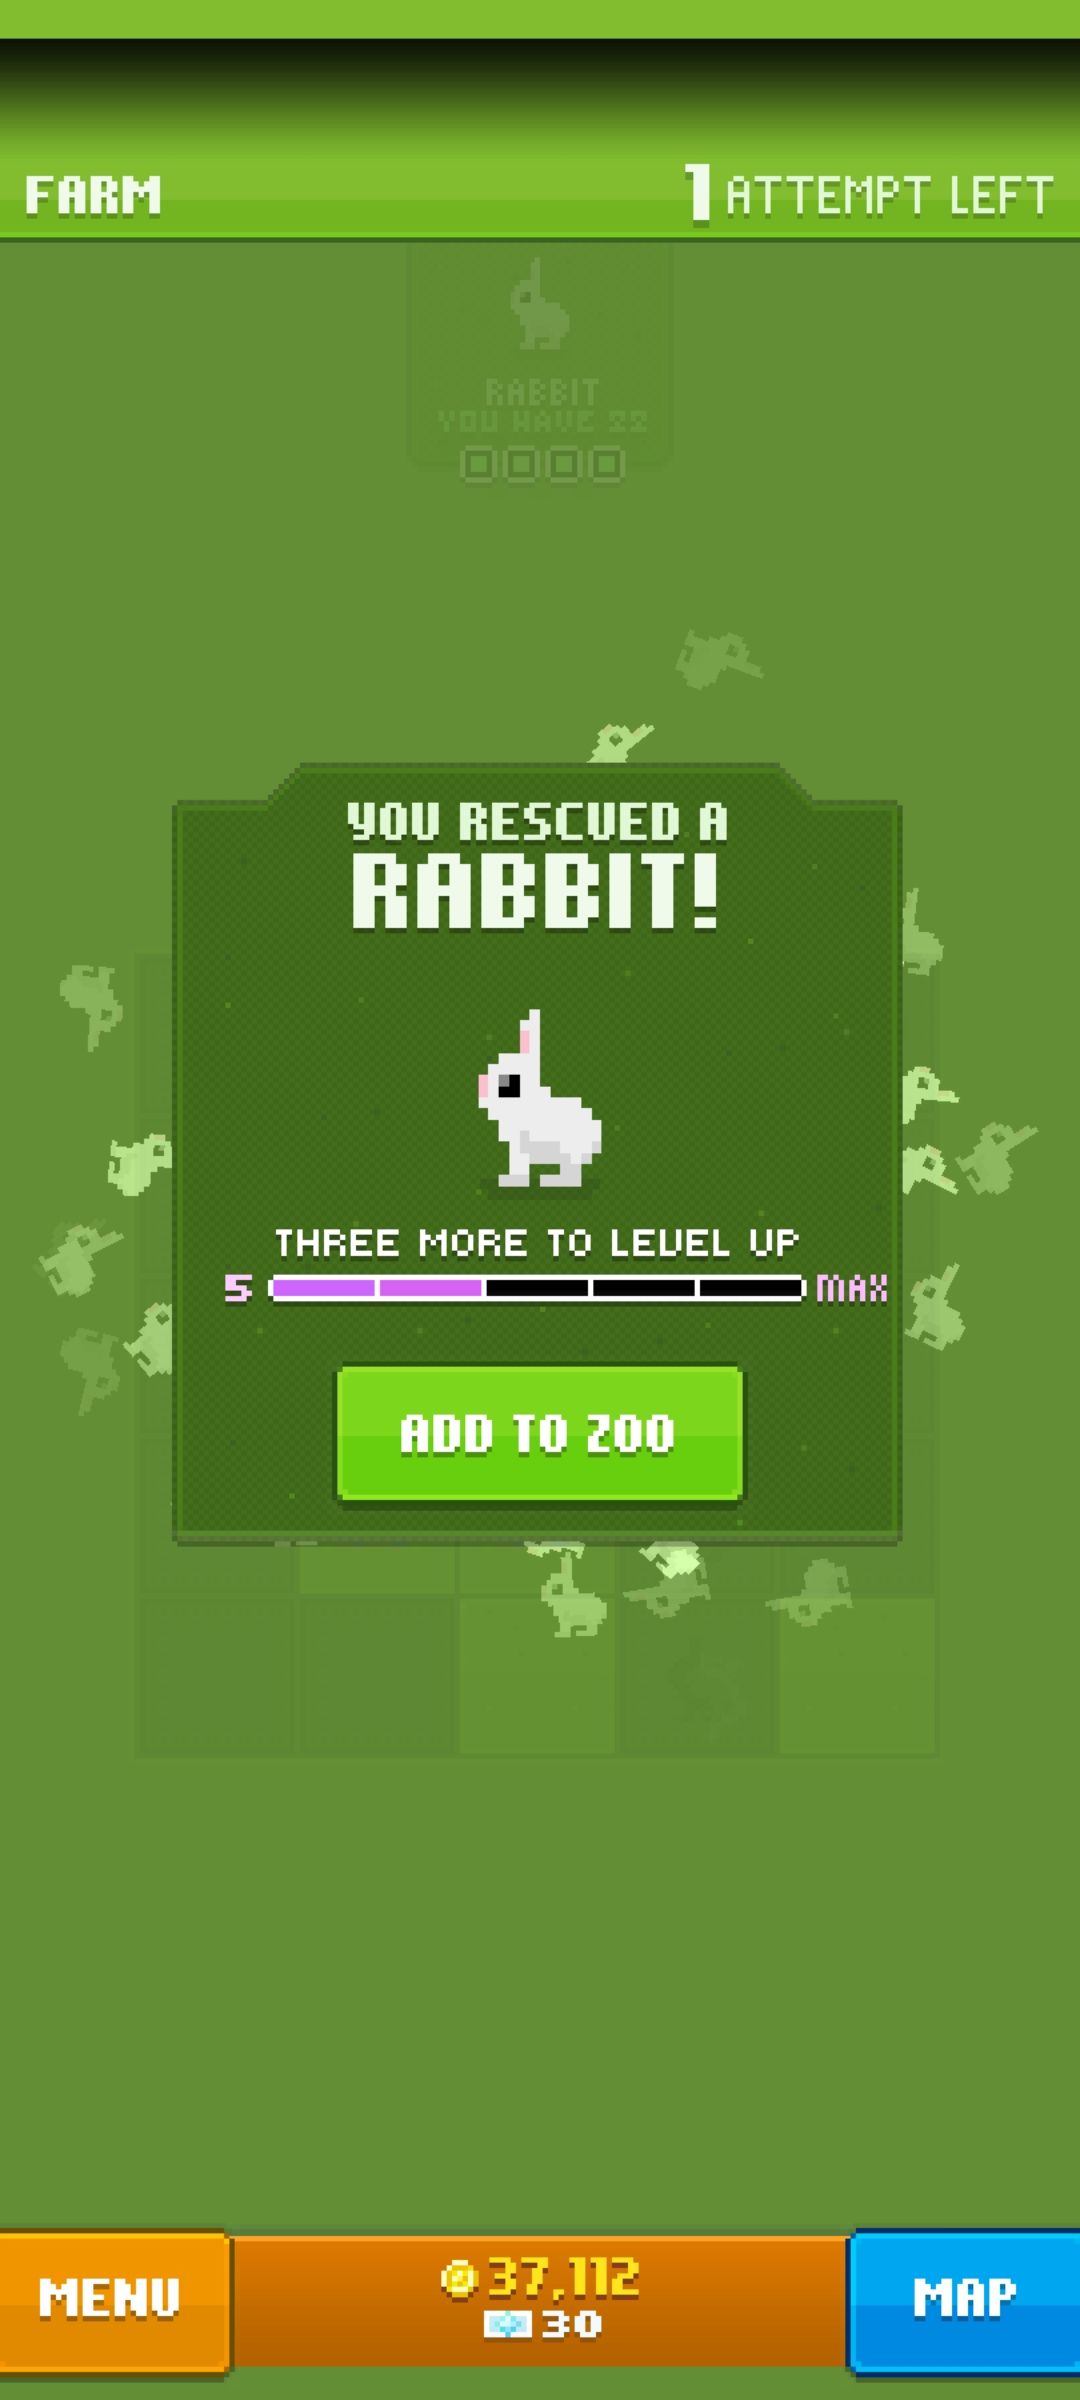 FARM
1 ATTEMPT LEFT
RABBIT
YOU HAVE 22
YOU RESCUED A
RABBIT!
THREE MORE TO LEVEL UP
5 MAX
ADD TO ZOO
MENU
37,112
30
MAP